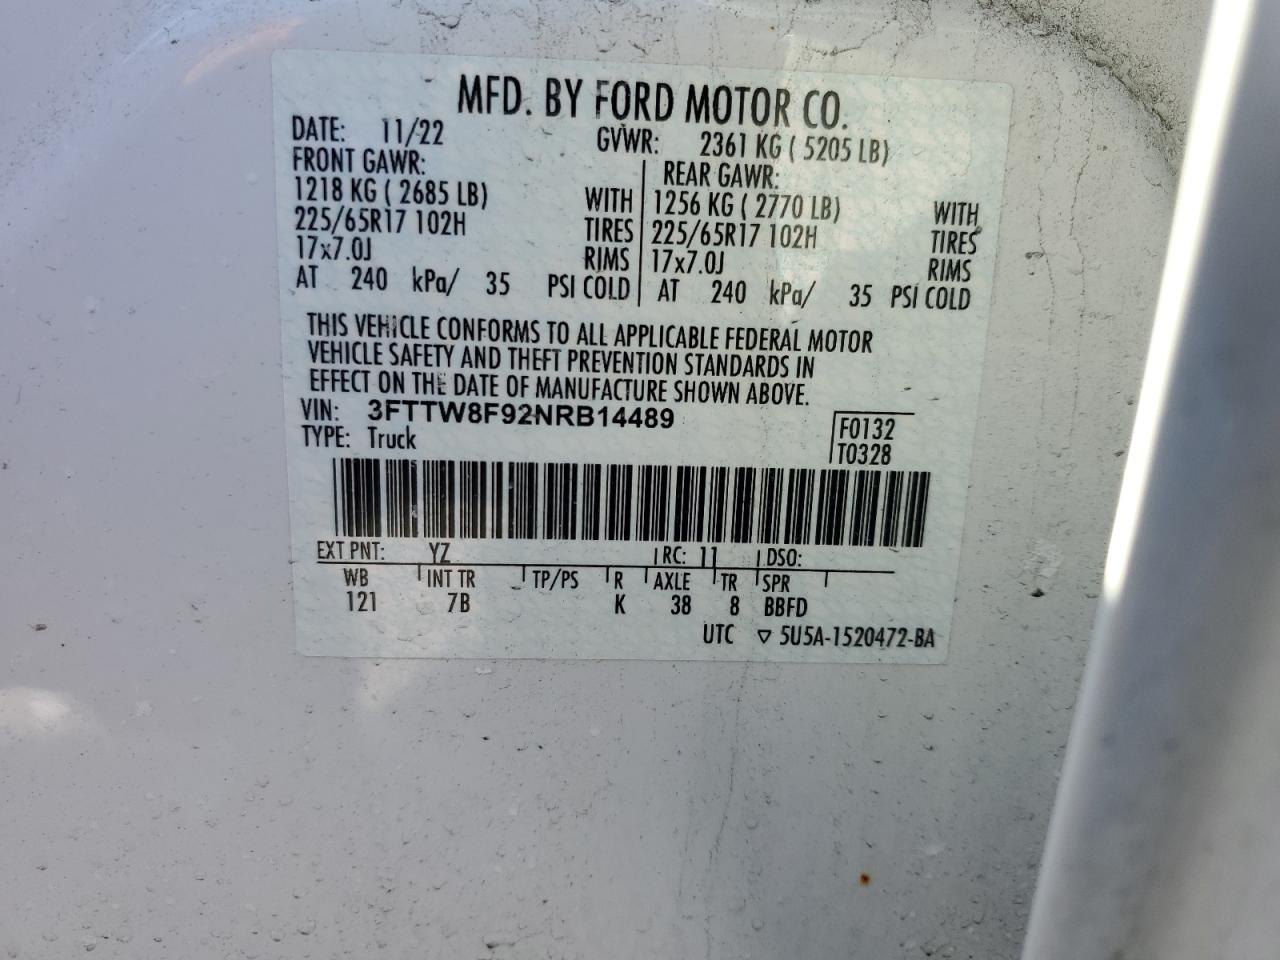 MFD. BY FORD MOTOR CO.
DATE: 11/22 GVWR: 2361 KG ( 5205 LB)
FRONT GAWR: REAR GAWR:
1218 KG ( 2685 LB) WITH 1256 KG ( 2770 LB) WITH
225/65R17 102H TIRES 225/65R17 102H TIRES
17x7.0J RIMS 17x7.0J RIMS
AT 240 kPa/ 35 PSI COLD AT 240 kPa/ 35 PSI COLD
THIS VEHICLE CONFORMS TO ALL APPLICABLE FEDERAL MOTOR
VEHICLE SAFETY AND THEFT PREVENTION STANDARDS IN
EFFECT ON THE DATE OF MANUFACTURE SHOWN ABOVE.
VIN: 3FTTW8F92NRB14489 F0132
TYPE: Truck T0328
EXT PNT: YZ RC: 11 DSO:
WB INT TR TP/PS R AXLE TR SPR
121 7B K 38 8 BBFD
UTC ▽ 5U5A-1520472-BA